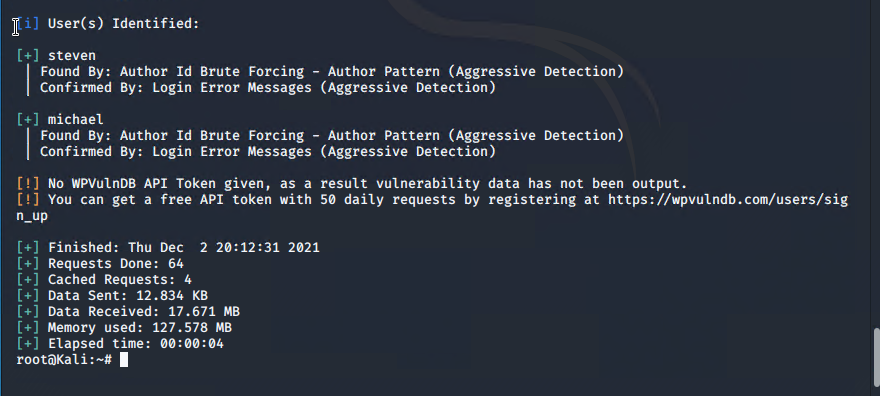 [i] User(s) Identified:
[+] steven
| Found By: Author Id Brute Forcing - Author Pattern (Aggressive Detection)
| Confirmed By: Login Error Messages (Aggressive Detection)
[+] michael
| Found By: Author Id Brute Forcing - Author Pattern (Aggressive Detection)
| Confirmed By: Login Error Messages (Aggressive Detection)
[!] No WPVulnDB API Token given, as a result vulnerability data has not been output.
[!] You can get a free API token with 50 daily requests by registering at https://wpvulndb.com/users/sig
n_up
[+] Finished: Thu Dec  2 20:12:31 2021
[+] Requests Done: 64
[+] Cached Requests: 4
[+] Data Sent: 12.834 KB
[+] Data Received: 17.671 MB
[+] Memory used: 127.578 MB
[+] Elapsed time: 00:00:04
root@Kali:~#